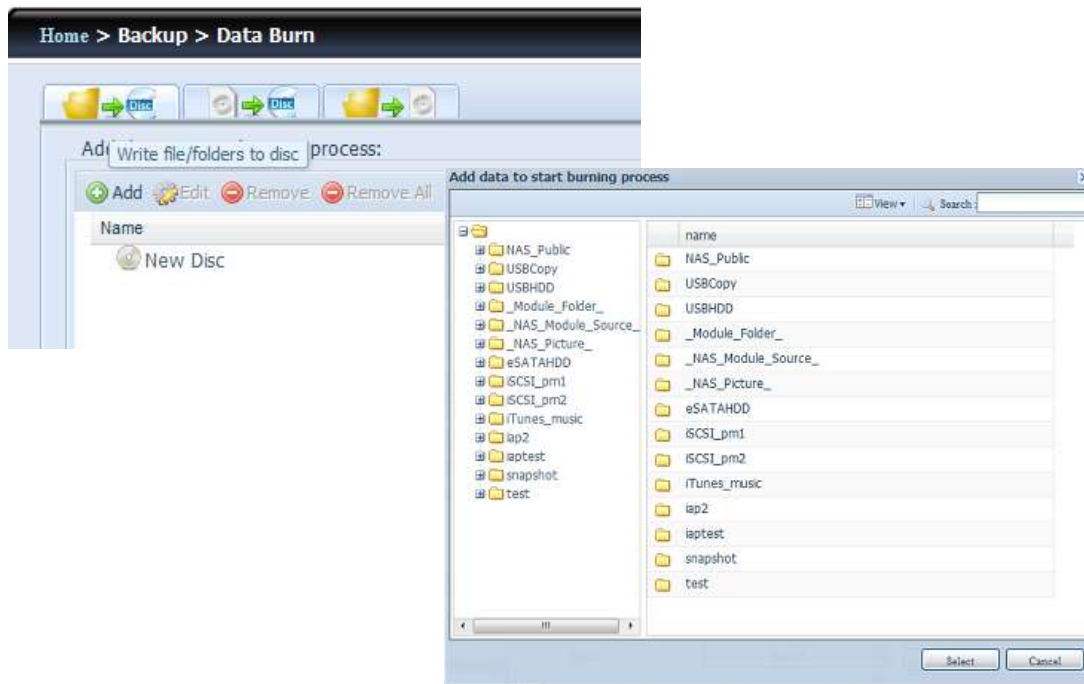 Home > Backup > Data Burn
Disc
Disc
Write file/folders to disc
process:
Add Edit Remove Remove All
Name
New Disc
Add data to start burning process
View Search:
NAS_Public
USBCopy
USBHDD
_Module_Folder_
_NAS_Module_Source_
_NAS_Picture_
eSATAHDD
iSCSI_pm1
iSCSI_pm2
iTunes_music
iap2
iaptest
snapshot
test
name
NAS_Public
USBCopy
USBHDD
_Module_Folder_
_NAS_Module_Source_
_NAS_Picture_
eSATAHDD
iSCSI_pm1
iSCSI_pm2
iTunes_music
iap2
iaptest
snapshot
test
Select Cancel